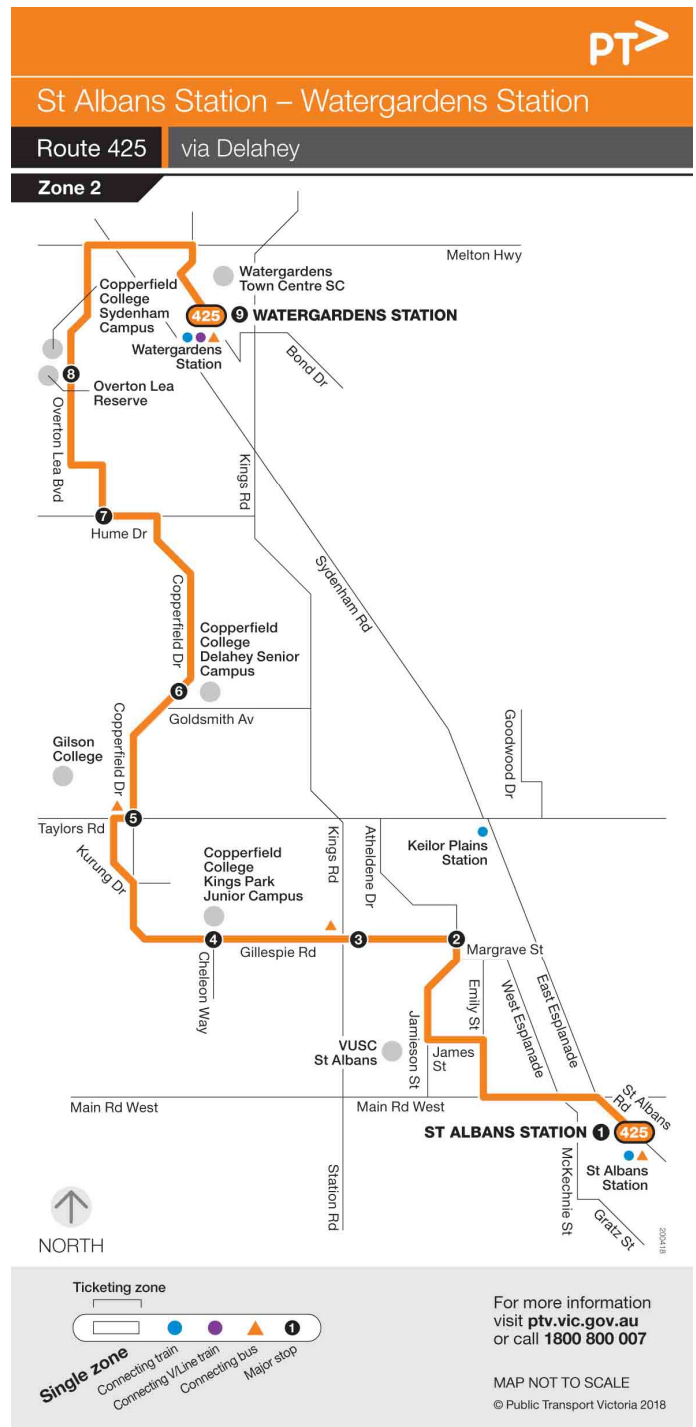 PT>
St Albans Station – Watergardens Station
Route 425
via Delahey
Zone 2
Melton Hwy
Watergardens
Town Centre SC
Copperfield
College
Sydenham
Campus
425
9 WATERGARDENS STATION
Watergardens
Station
Bond Dr
8
Overton Lea
Reserve
Overton Lea Blvd
Kings Rd
7
Hume Dr
Sydenham Rd
Copperfield Dr
Copperfield
College
Delahey Senior
Campus
6
Goldsmith Av
Copperfield Dr
Goodwood Dr
Gilson
College
5
Taylors Rd
Kurung Dr
Kings Rd
Atheldene Dr
Keilor Plains
Station
Copperfield
College
Kings Park
Junior Campus
4
3
2
Gillespie Rd
Margrave St
Cheleon Way
Emily St
West Esplanade
East Esplanade
Jamieson St
VUSC
St Albans
James
St
Main Rd West
Main Rd West
St Albans
Rd
ST ALBANS STATION 1
425
St Albans
Station
McKechnie St
Station Rd
Gratz St
200418
NORTH
Ticketing zone
1
Single zone
Connecting train
Connecting V/Line train
Connecting bus
Major stop
For more information
visit ptv.vic.gov.au
or call 1800 800 007
MAP NOT TO SCALE
© Public Transport Victoria 2018